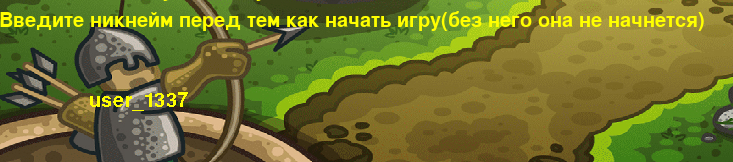 Введите никнейм перед тем как начать игру(без него она не начнется)
user_1337